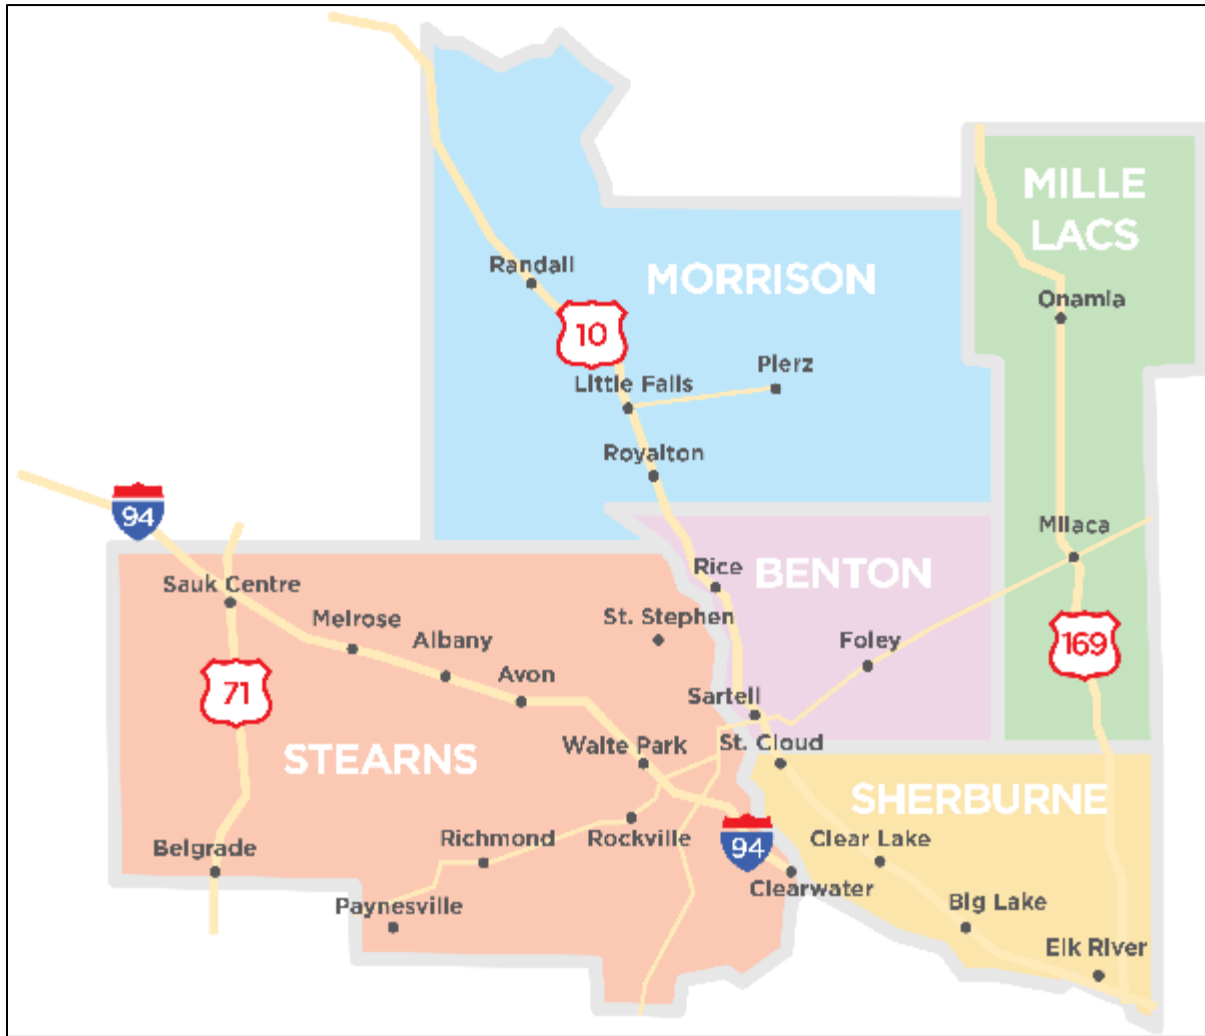 MILLE
LACS
Randall
MORRISON
Onamia
10
Pierz
Little Falls
Royalton
94
Milaca
Rice
BENTON
Sauk Centre
Melrose
St. Stephen
Albany
Foley
169
Avon
71
Sartell
Waite Park
St. Cloud
STEARNS
SHERBURNE
Richmond
Rockville
94
Clear Lake
Belgrade
Clearwater
Paynesville
Big Lake
Elk River